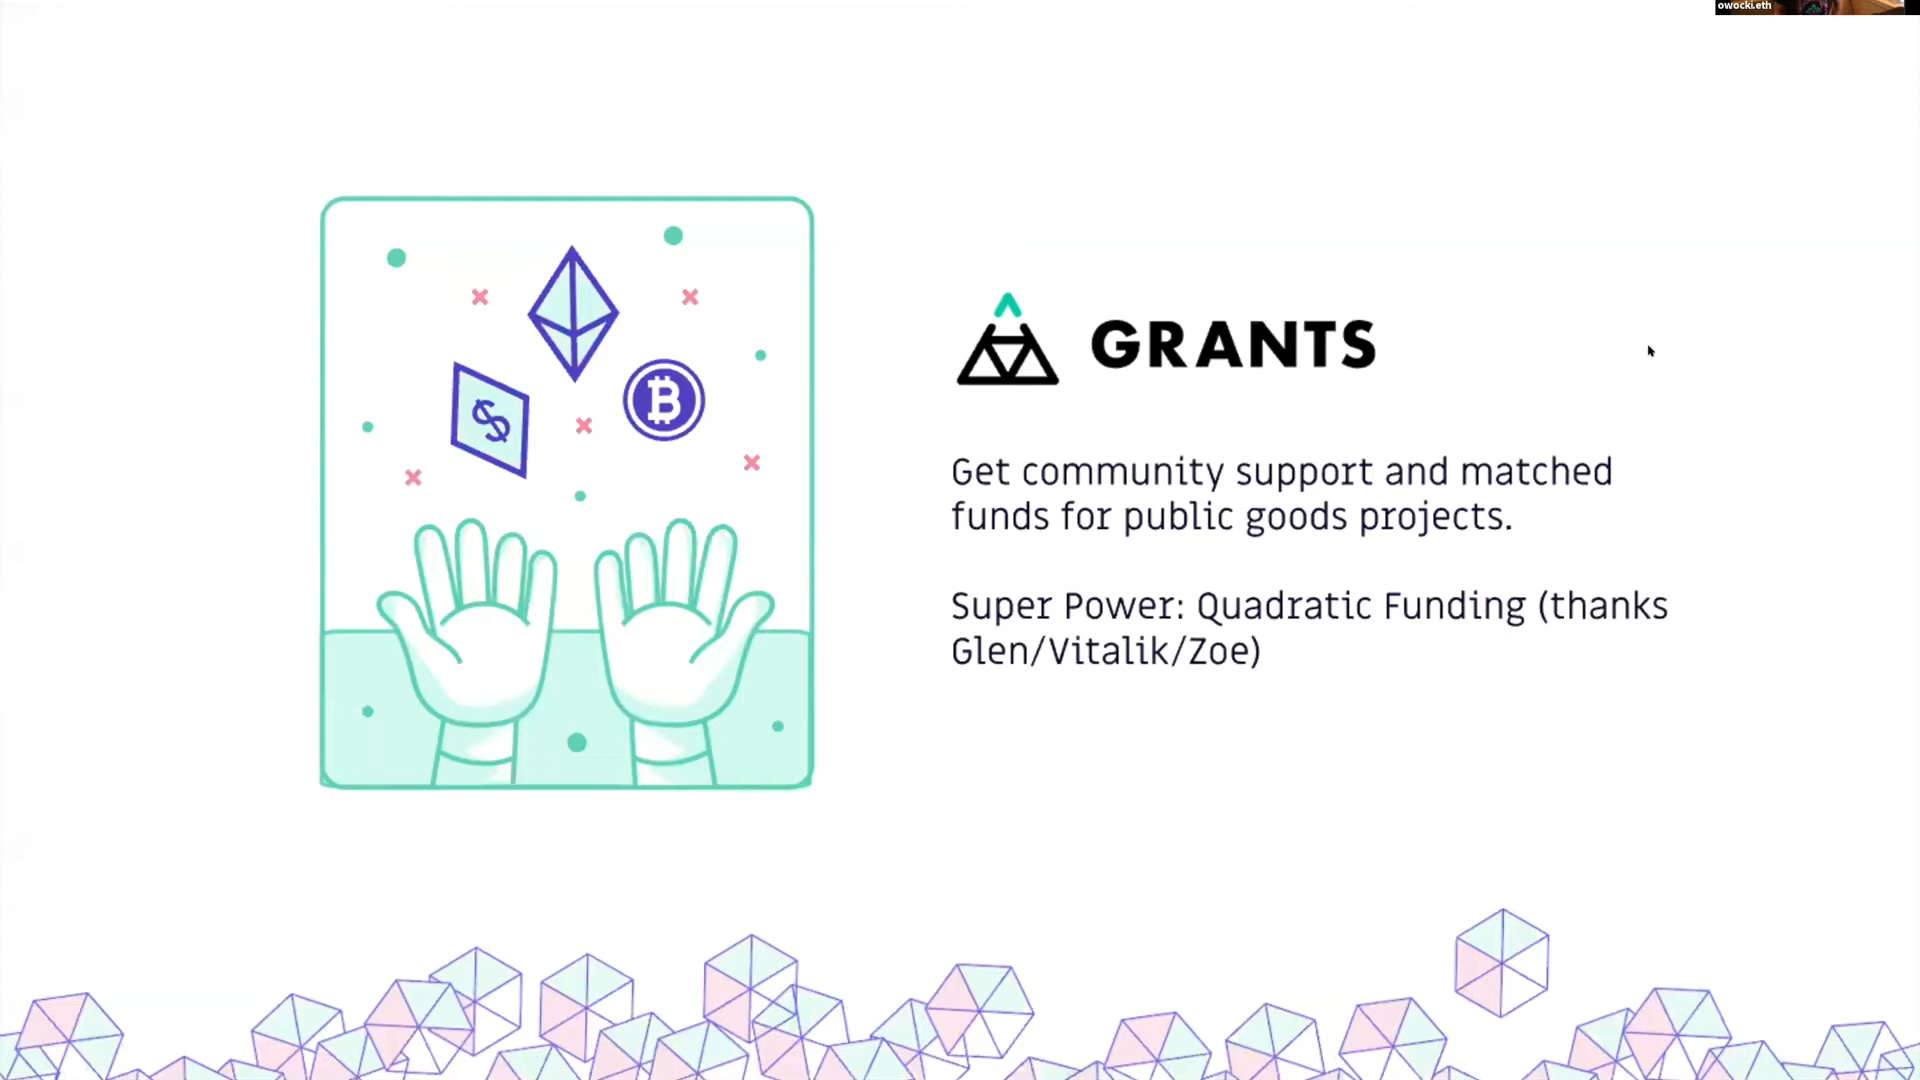 owocki.eth
GRANTS
Get community support and matched
funds for public goods projects.
Super Power: Quadratic Funding (thanks
Glen/Vitalik/Zoe)